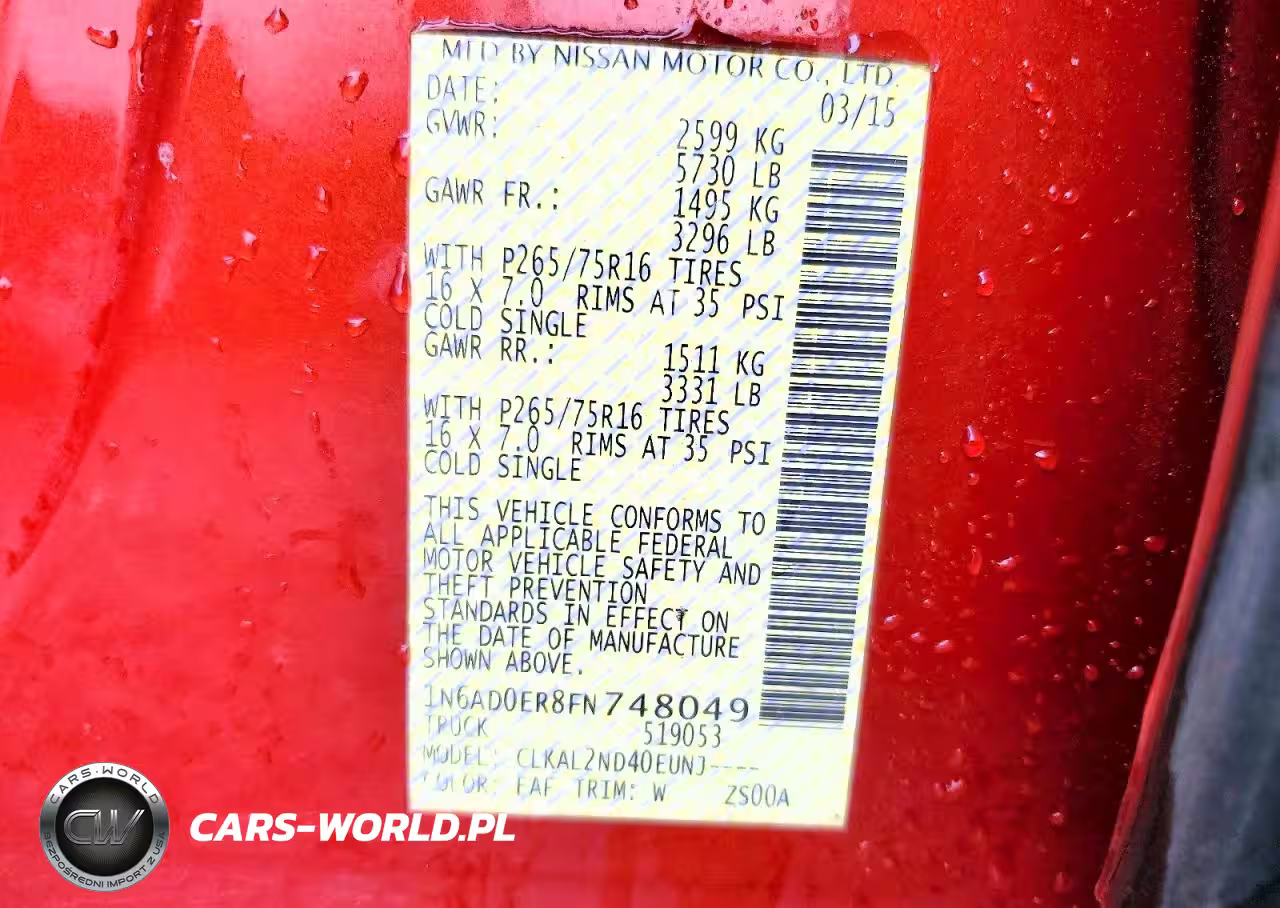 MFD BY NISSAN MOTOR CO., LTD.
DATE: 03/15
GVWR: 2599 KG
5730 LB
GAWR FR.: 1495 KG
3296 LB
WITH P265/75R16 TIRES
16 X 7.0 RIMS AT 35 PSI
COLD SINGLE
GAWR RR.: 1511 KG
3331 LB
WITH P265/75R16 TIRES
16 X 7.0 RIMS AT 35 PSI
COLD SINGLE
THIS VEHICLE CONFORMS TO
ALL APPLICABLE FEDERAL
MOTOR VEHICLE SAFETY AND
THEFT PREVENTION
STANDARDS IN EFFECT ON
THE DATE OF MANUFACTURE
SHOWN ABOVE.
1N6AD0ER8FN748049
TRUCK 519053
MODEL: CLKAL2ND40EUNJ----
COLOR: EAF TRIM: W ZS00A
CARS-WORLD
CW
BEZPOŚREDNI IMPORT Z USA
CARS-WORLD.PL